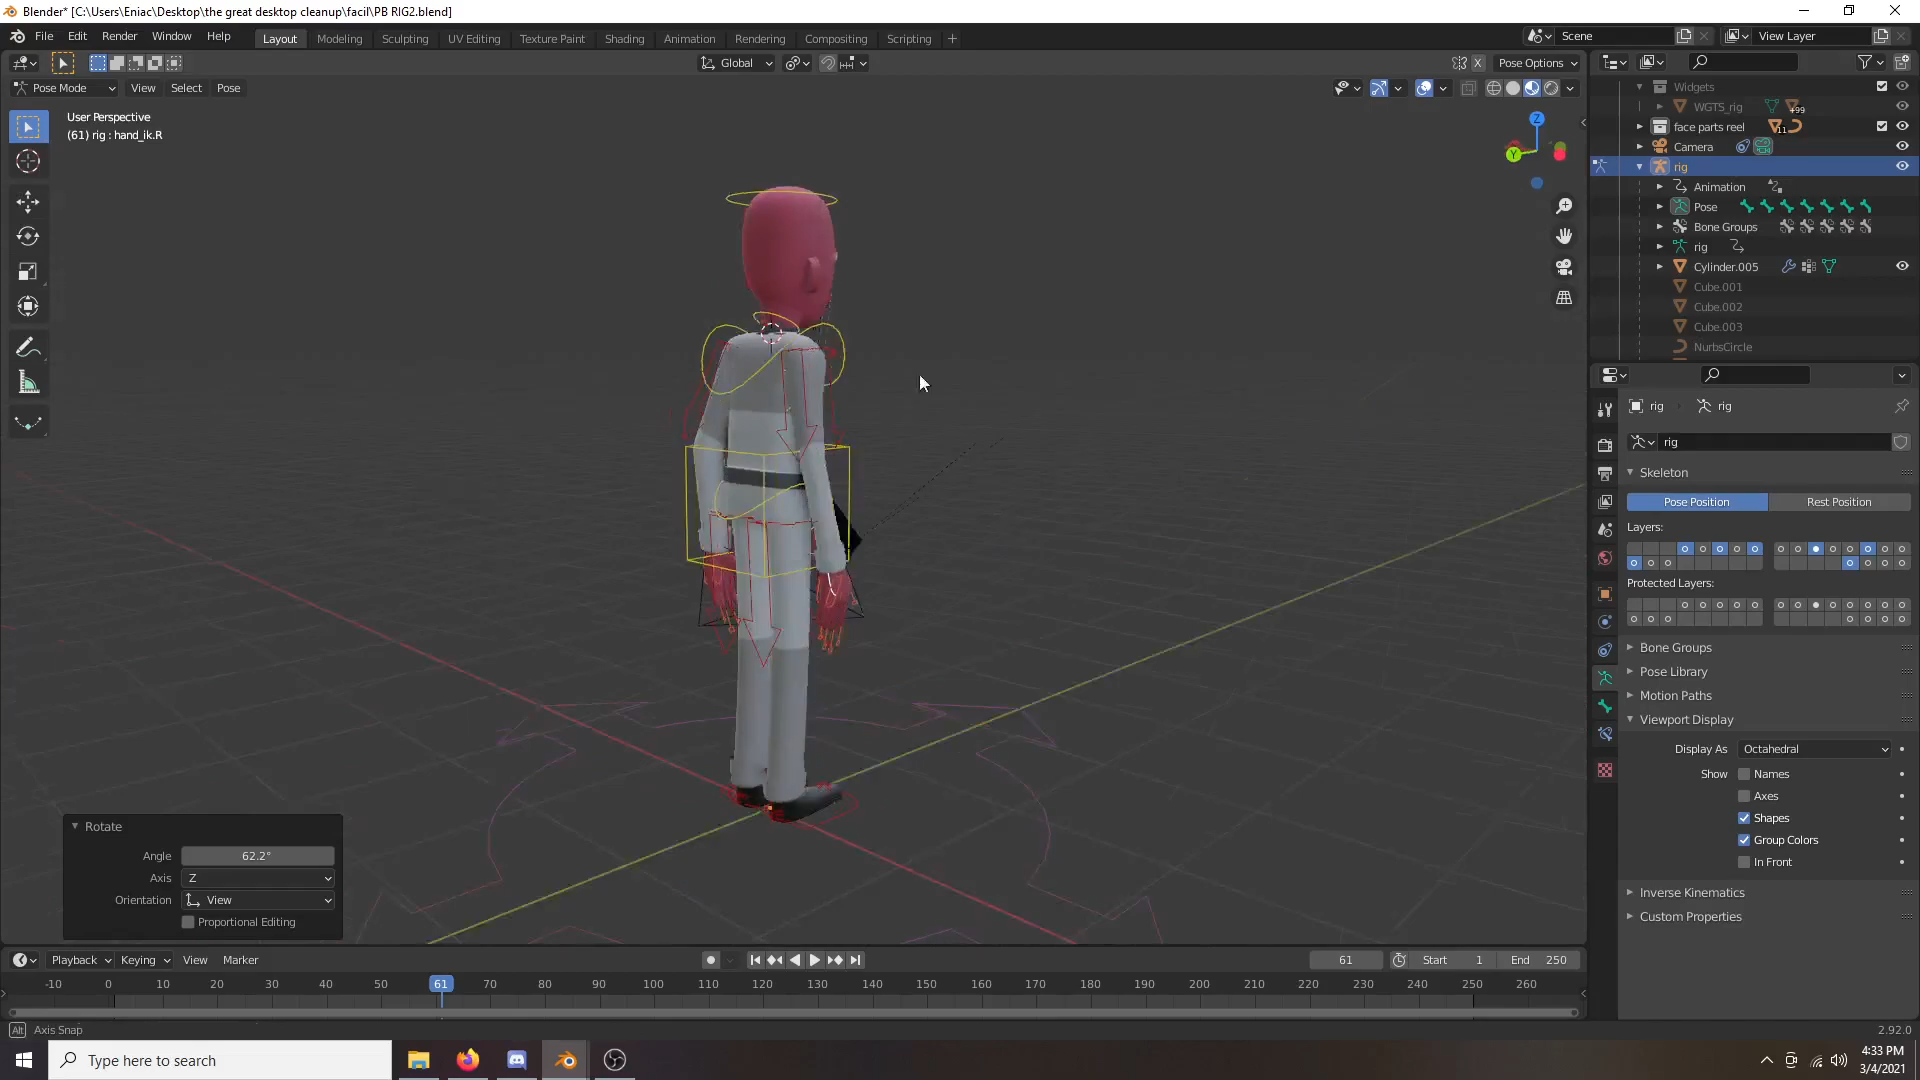 Blender* [C:\Users\Eniac\Desktop\the great desktop cleanup\facil\PB RIG2.blend]
File Edit Render Window Help
Layout Modeling Sculpting UV Editing Texture Paint Shading Animation Rendering Compositing Scripting
Scene
View Layer
Global
X
Pose Options
Pose Mode View Select Pose
User Perspective
(61) rig : hand_ik.R
Z
Y
Widgets
WGTS_rig
+99
face parts reel
11
Camera
rig
Animation
Pose
Bone Groups
rig
Cylinder.005
Cube.001
Cube.002
Cube.003
NurbsCircle
rig
rig
rig
Skeleton
Pose Position
Rest Position
Layers:
Protected Layers:
Bone Groups
Pose Library
Motion Paths
Viewport Display
Display As
Octahedral
Show
Names
Axes
Shapes
Group Colors
In Front
Inverse Kinematics
Custom Properties
Rotate
Angle
62.2°
Axis
Z
Orientation
View
Proportional Editing
Playback Keying View Marker
61
Start 1
End 250
-10 0 10 20 30 40 50 61 70 80 90 100 110 120 130 140 150 160 170 180 190 200 210 220 230 240 250 260
Alt Axis Snap
2.92.0
Type here to search
4:33 PM
3/4/2021